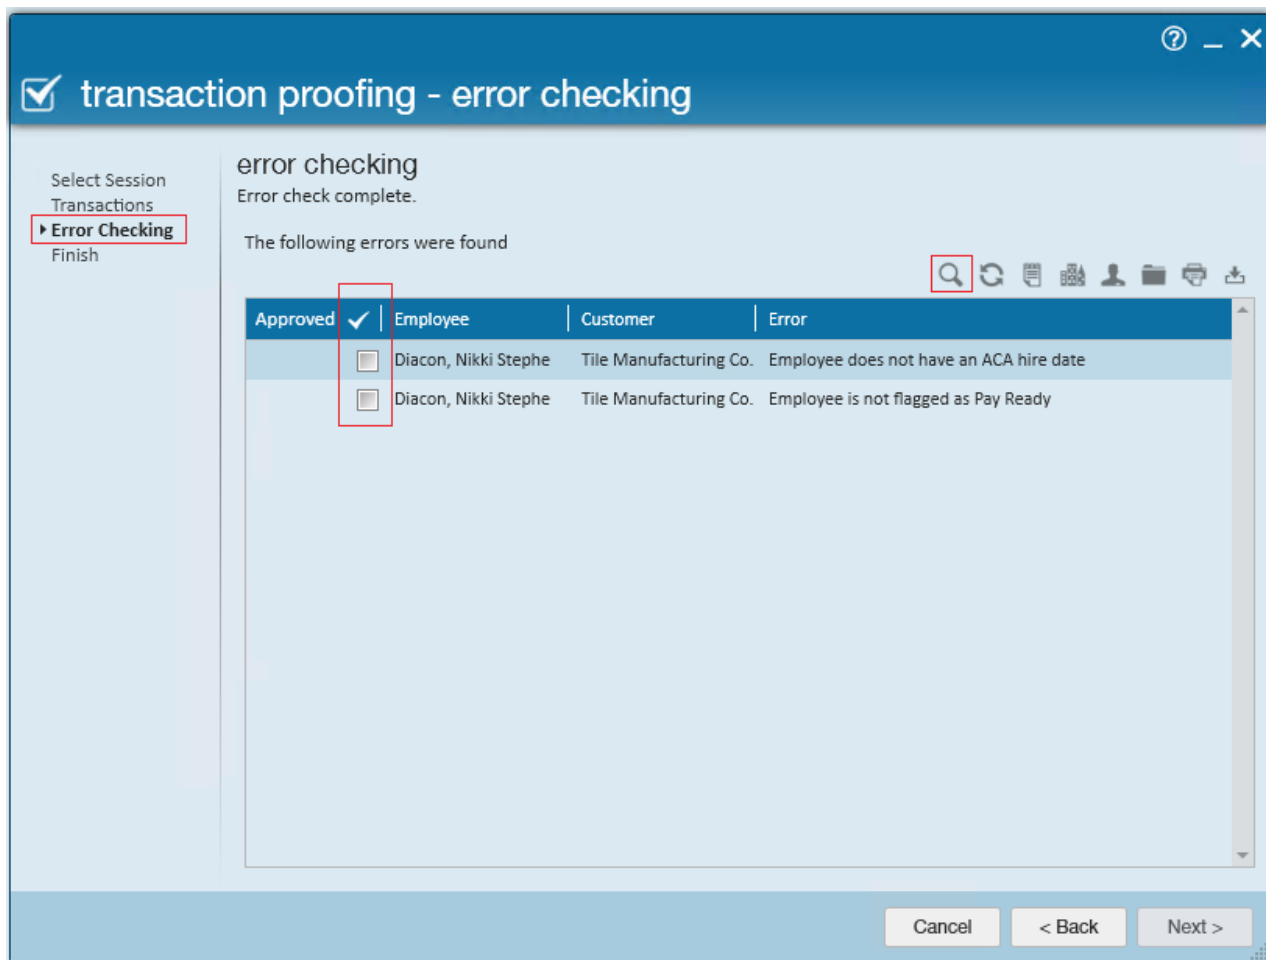 transaction proofing - error checking
Select Session
Transactions
Error Checking
Finish
error checking
Error check complete.
The following errors were found
Approved Employee Customer Error
Diacon, Nikki Stephe Tile Manufacturing Co. Employee does not have an ACA hire date
Diacon, Nikki Stephe Tile Manufacturing Co. Employee is not flagged as Pay Ready
Cancel < Back Next >